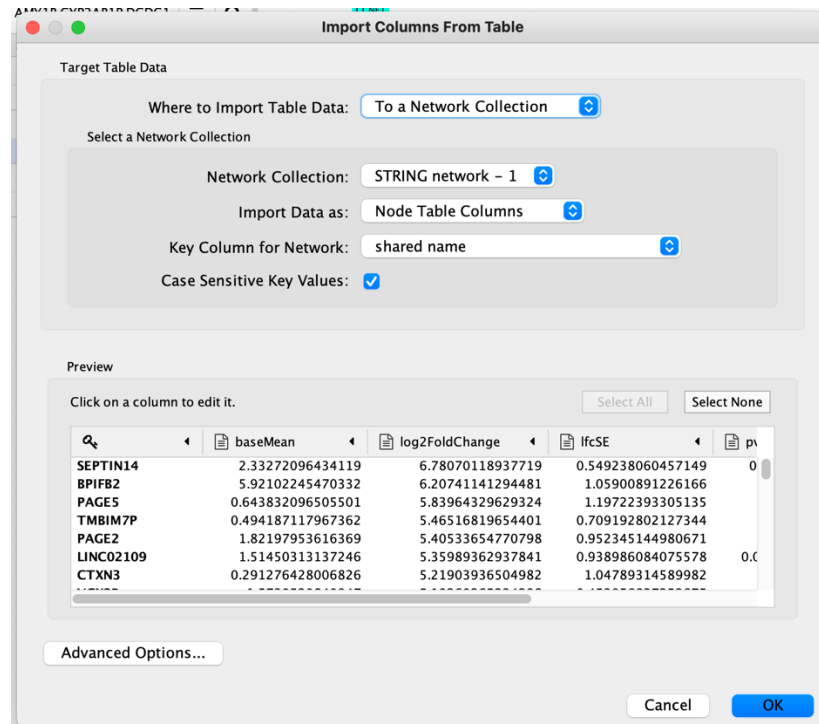 Import Columns From Table
Target Table Data
Where to Import Table Data: To a Network Collection
Select a Network Collection
Network Collection: STRING network – 1
Import Data as: Node Table Columns
Key Column for Network: shared name
Case Sensitive Key Values:
Preview
Click on a column to edit it. Select All Select None
baseMean log2FoldChange lfcSE
SEPTIN14 2.33272096434119 6.78070118937719 0.549238060457149 0
BPIFB2 5.92102245470332 6.20741141294481 1.05900891226166
PAGE5 0.643832096505501 5.83964329629324 1.19722393305135
TMBIM7P 0.494187117967362 5.46516819654401 0.709192802127344
PAGE2 1.82197953616369 5.40533654770798 0.952345144980671
LINC02109 1.51450313137246 5.35989362937841 0.938986084075578 0.0
CTXN3 0.291276428006826 5.21903936504982 1.04789314589982
Advanced Options...
Cancel OK